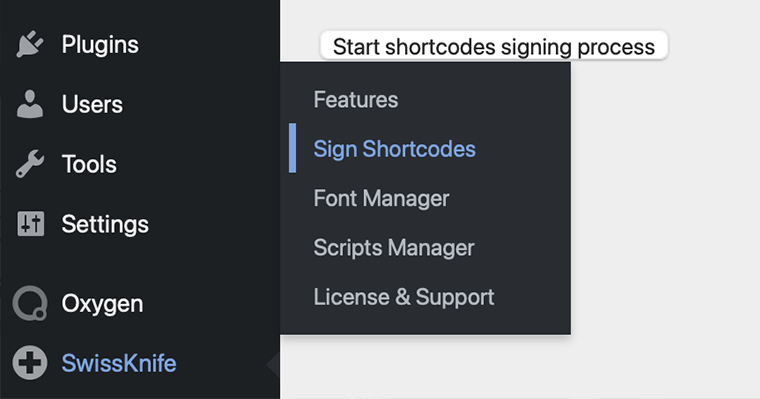 Plugins
Users
Tools
Settings
Oxygen
SwissKnife
Start shortcodes signing process
Features
Sign Shortcodes
Font Manager
Scripts Manager
License & Support